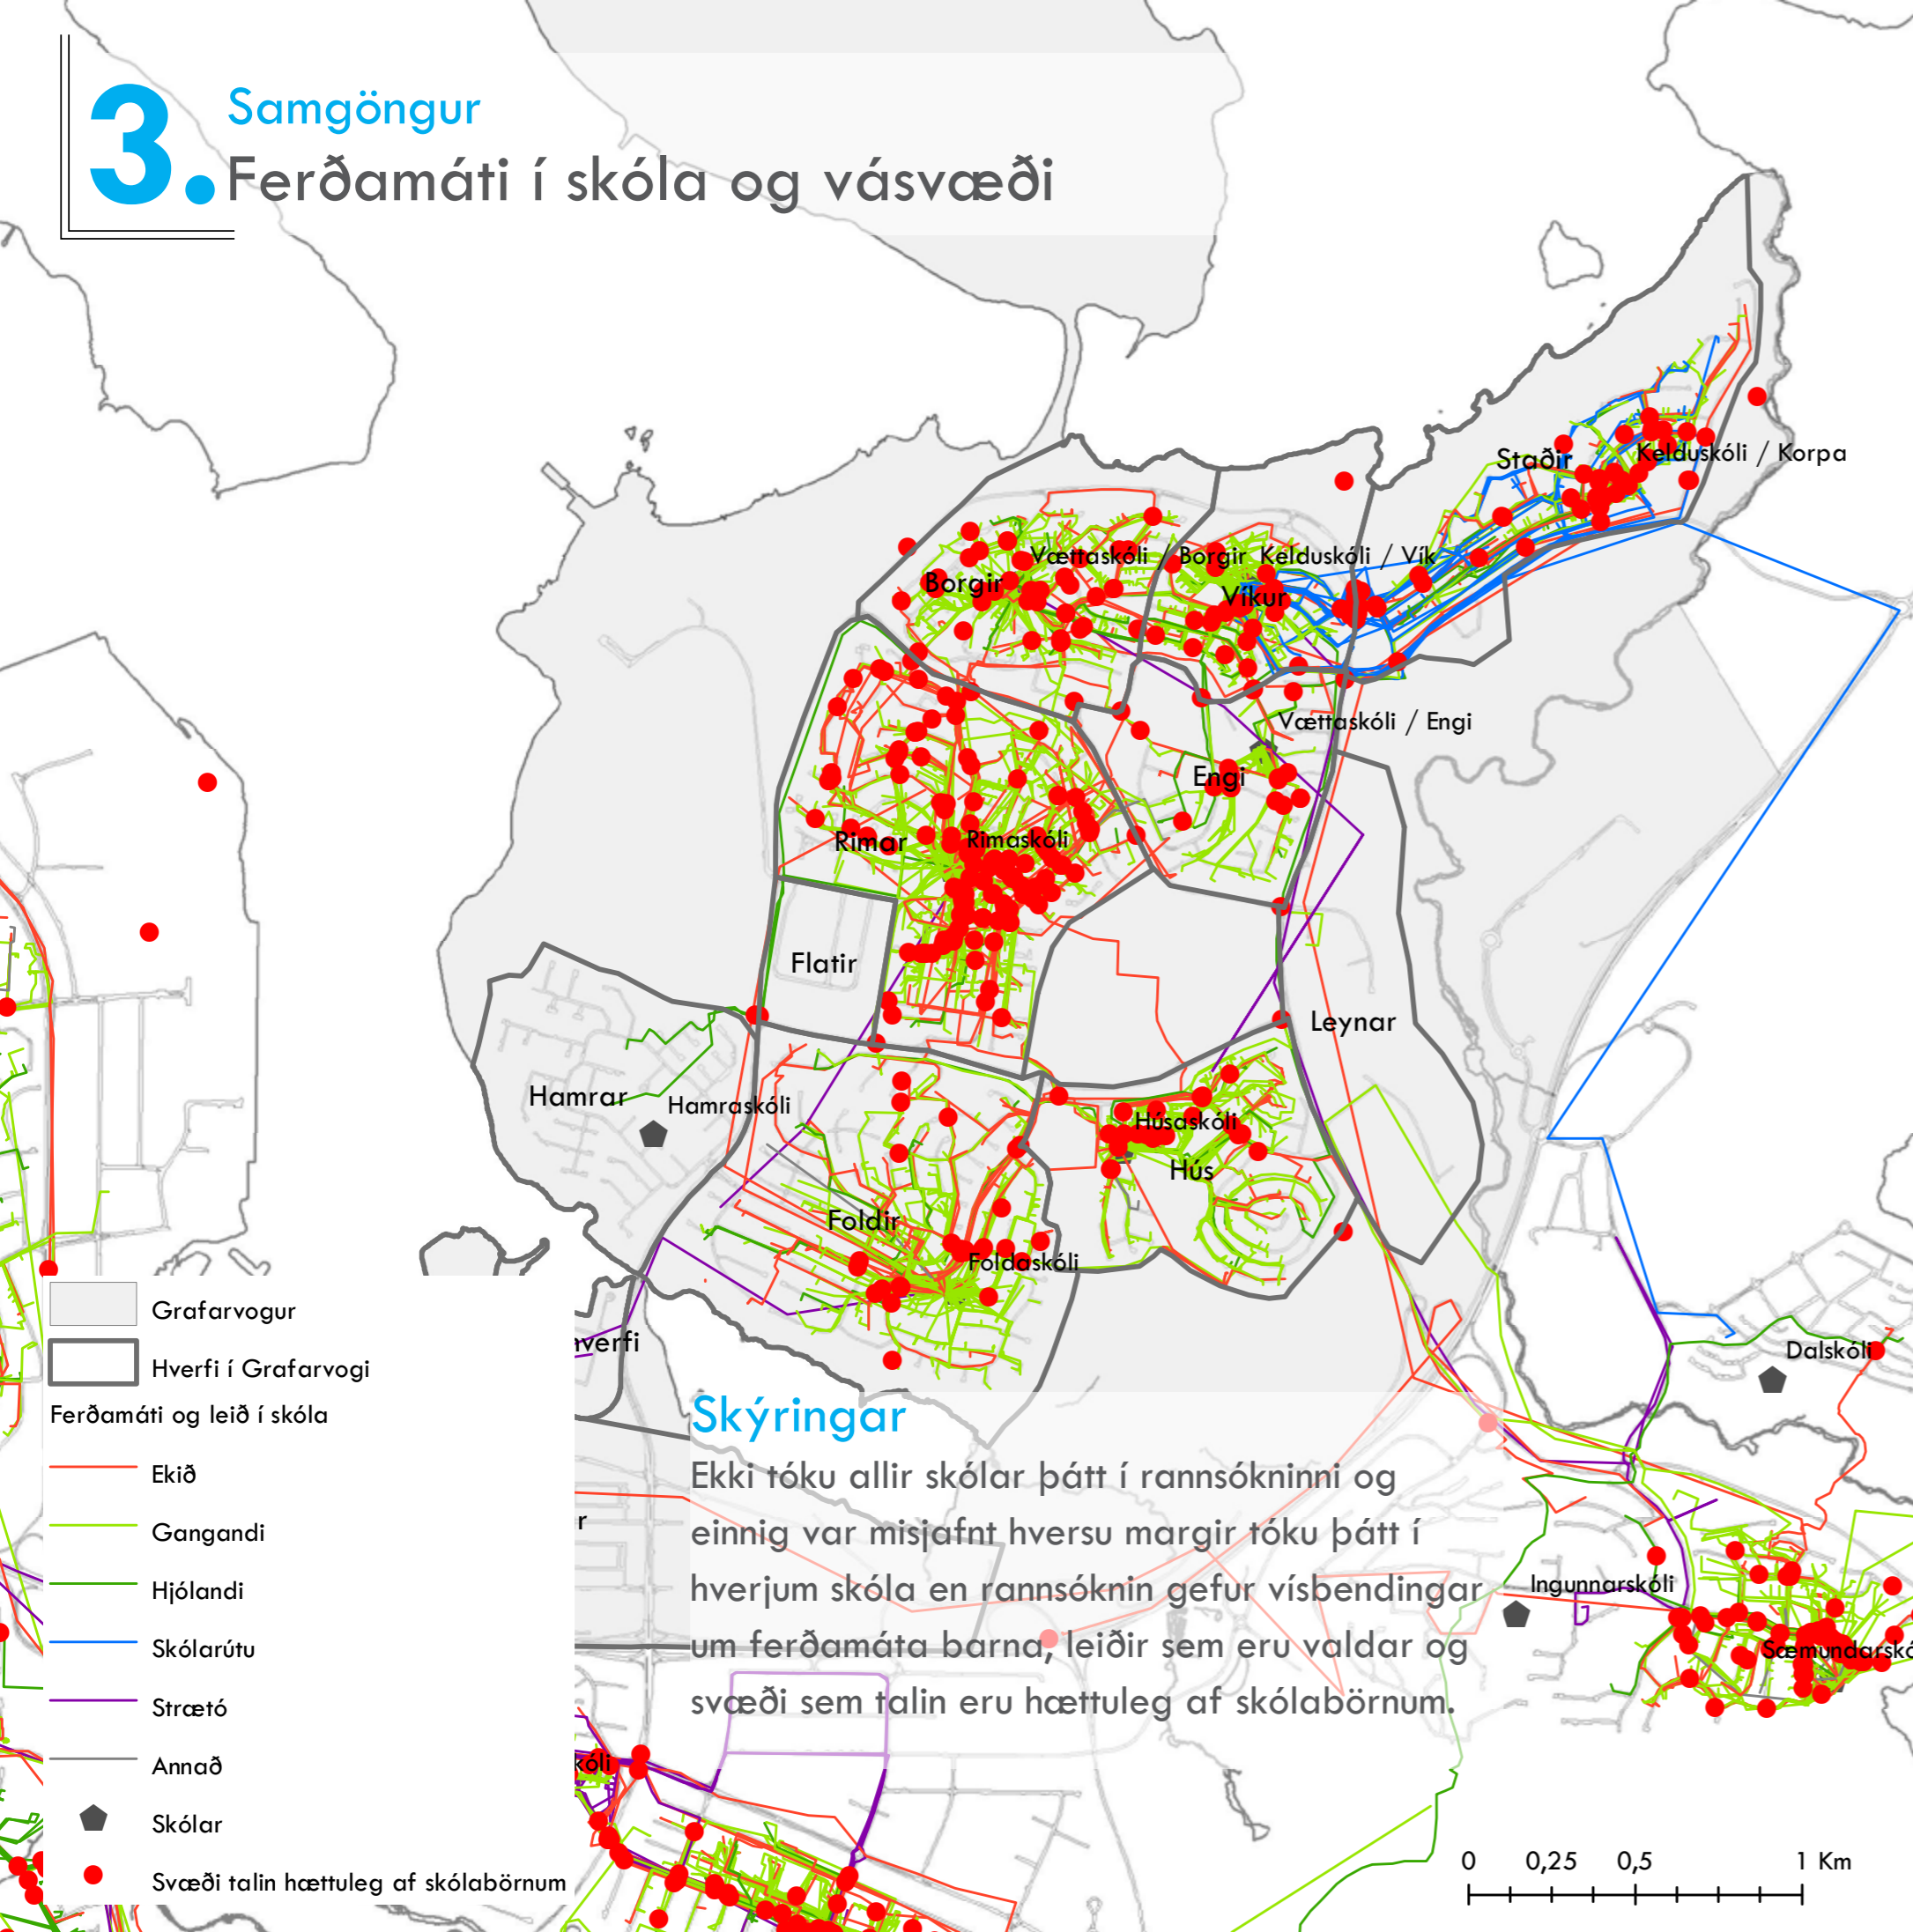 3.
Samgöngur
Ferðamáti í skóla og vásvæði
Staðir
Kelduskóli / Korpa
Vættaskóli / Borgir
Kelduskóli / Vík
Borgir
Víkur
Vættaskóli / Engi
Engi
Rimar
Rimaskóli
Flatir
Leynar
Hamrar
Hamraskóli
Húsaskóli
Hús
Foldir
Foldaskóli
Dalskóli
Ingunnarskóli
Sæmundarskó
verfi
r
kóli
Grafarvogur
Hverfi í Grafarvogi
Ferðamáti og leið í skóla
Ekið
Gangandi
Hjólandi
Skólarútu
Strætó
Annað
Skólar
Svæði talin hættuleg af skólabörnum
Skýringar
Ekki tóku allir skólar þátt í rannsókninni og
einnig var misjafnt hversu margir tóku þátt í
hverjum skóla en rannsóknin gefur vísbendingar
um ferðamáta barna, leiðir sem eru valdar og
svæði sem talin eru hættuleg af skólabörnum.
0 0,25 0,5 1 Km